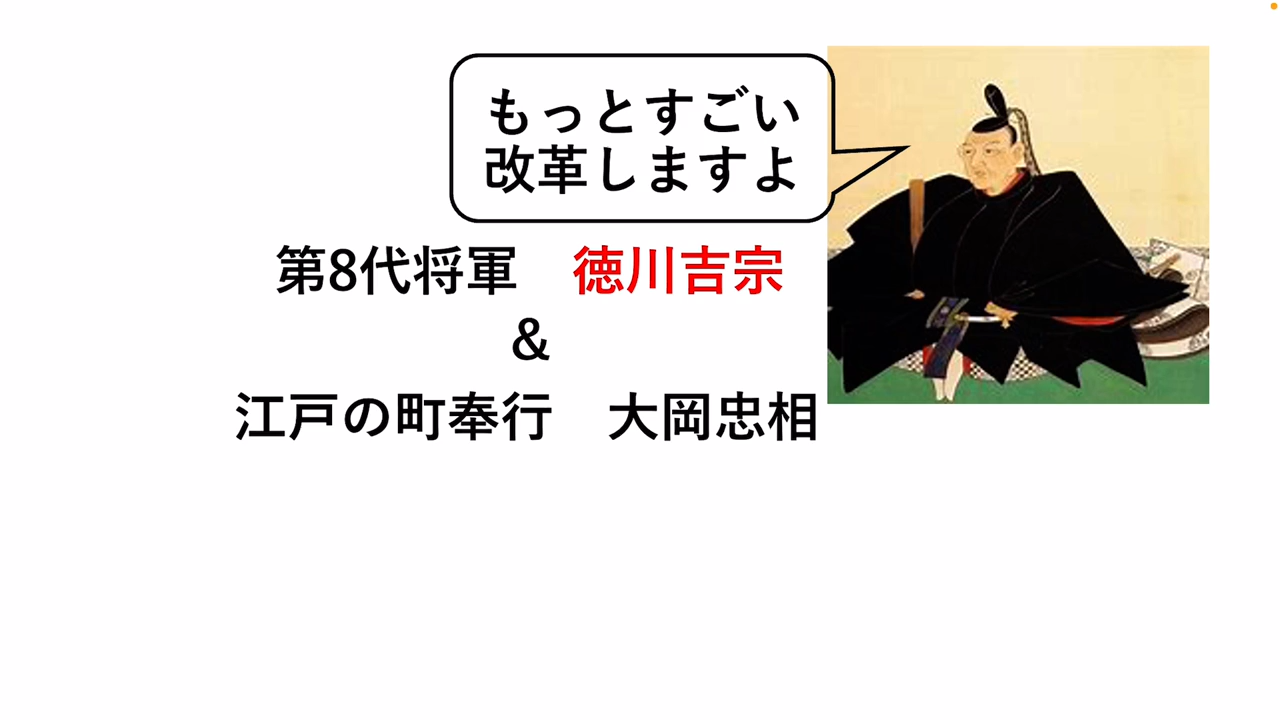 もっとすごい
改革しますよ
第8代将軍　徳川吉宗
&
江戸の町奉行　大岡忠相